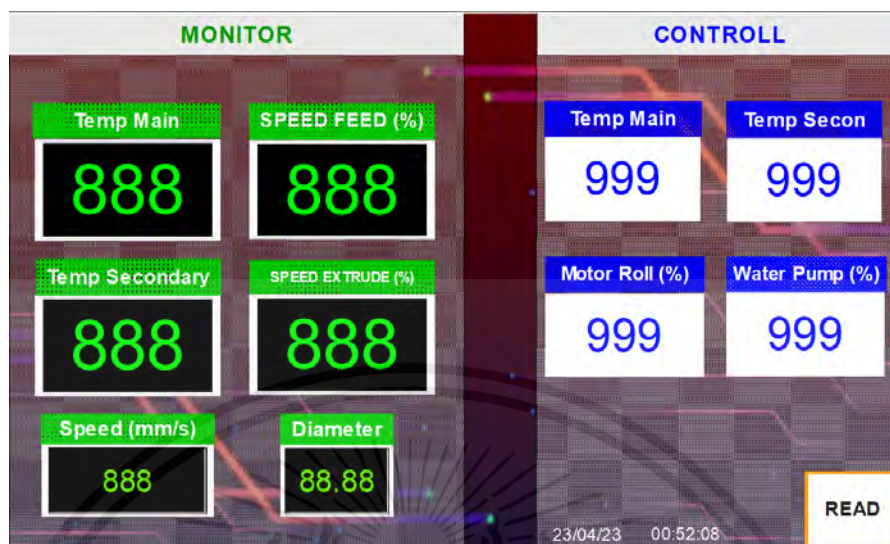 MONITOR
Temp Main
888
SPEED FEED (%)
888
Temp Secondary
888
SPEED EXTRUDE (%)
888
Speed (mm/s)
888
Diameter
88.88
CONTROLL
Temp Main
999
Temp Secon
999
Motor Roll (%)
999
Water Pump (%)
999
23/04/23 00:52:08
READ